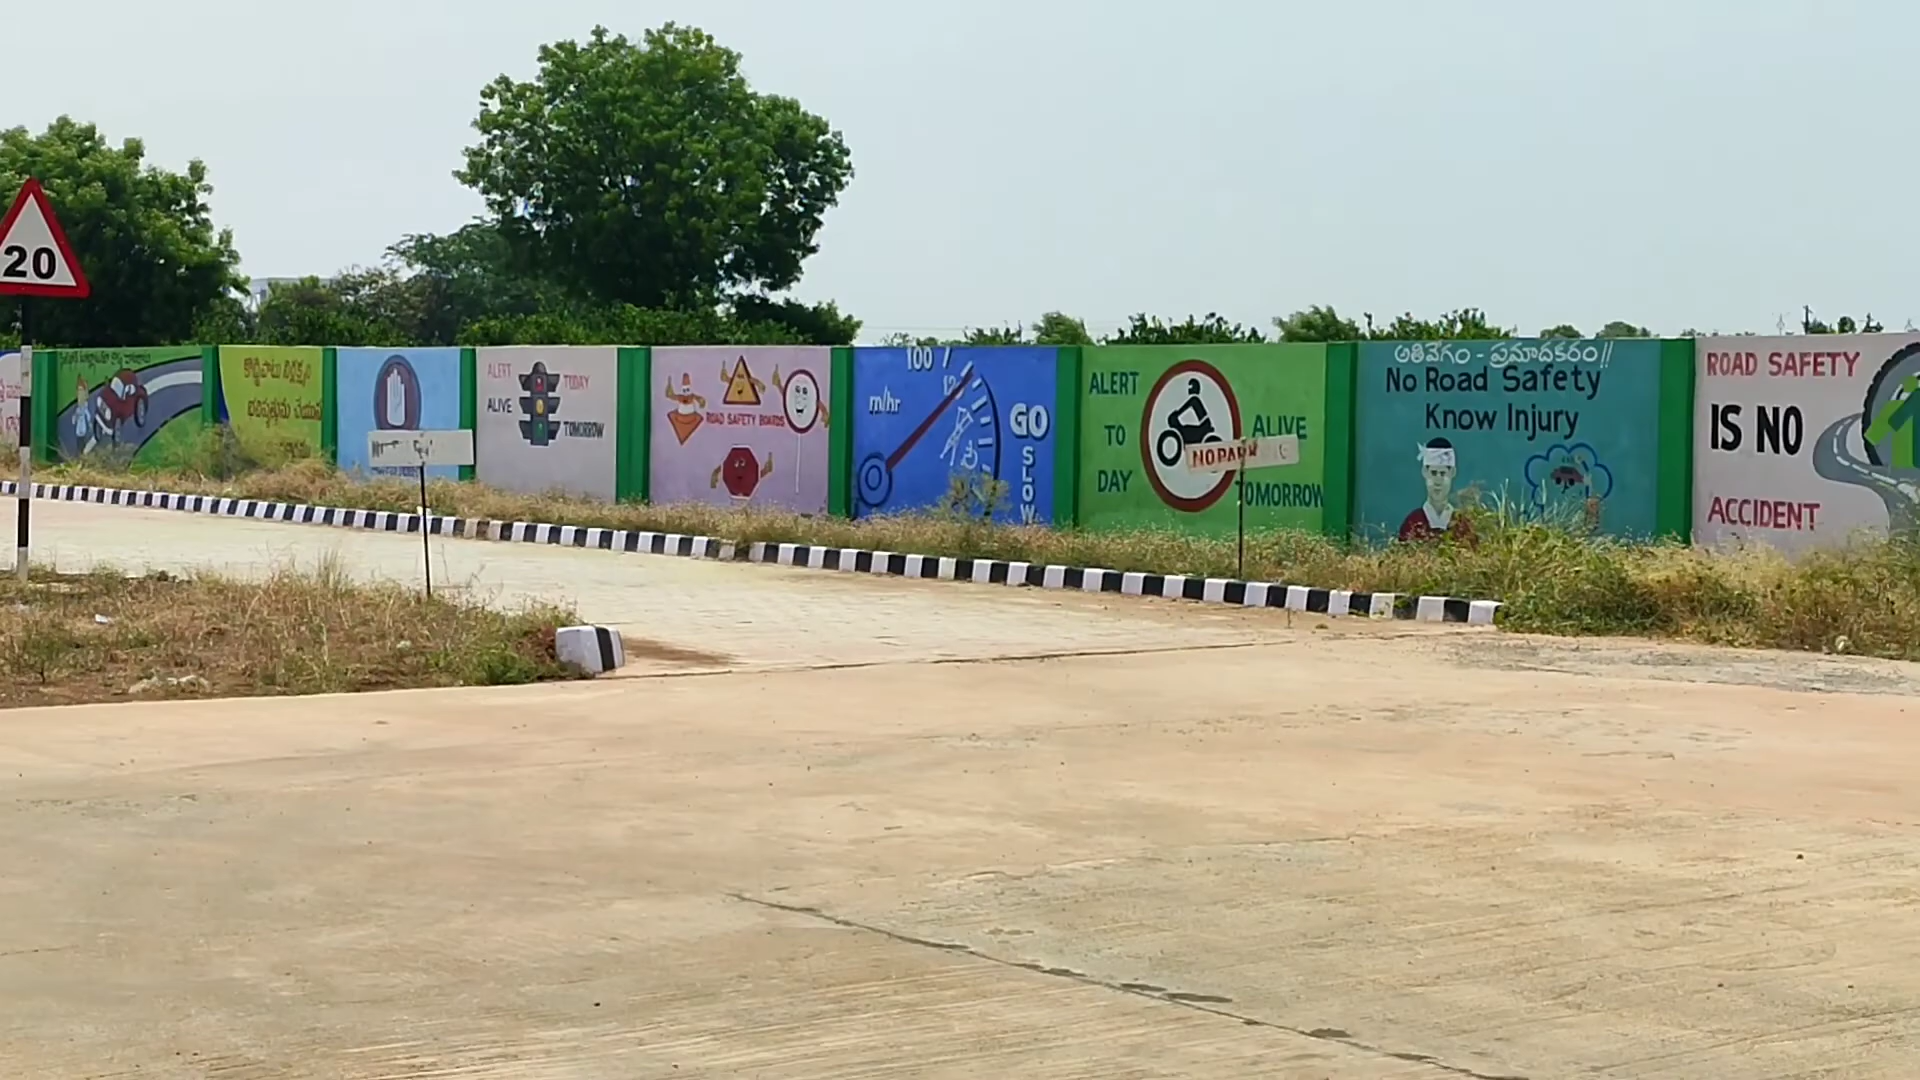 20
కొద్దిపాటి నిర్లక్ష్యం
ALERT TODAY
ALIVE TOMORROW
ROAD SAFETY BOARDS
100
m/hr
GO
SLOW
ALERT
TO
DAY
ALIVE
TOMORROW
అతివేగం - ప్రమాదకరం!!
No Road Safety
Know Injury
ROAD SAFETY
IS NO
ACCIDENT